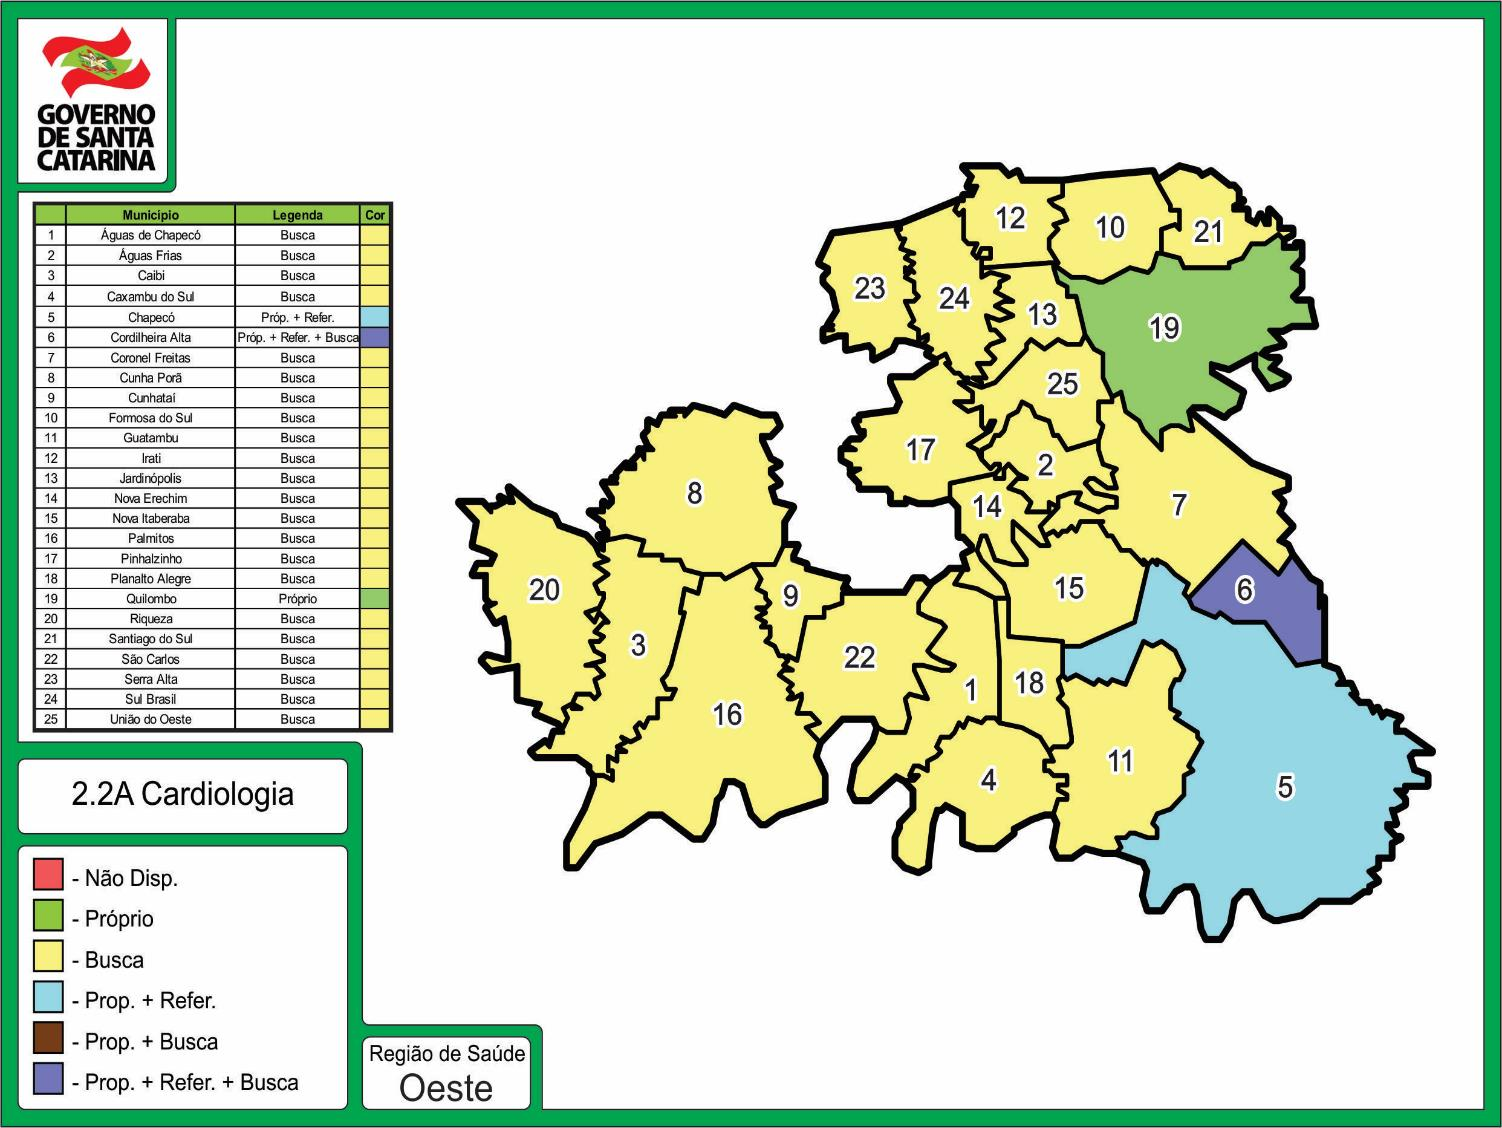 GOVERNO
DE SANTA
CATARINA
Município Legenda Cor
1 Águas de Chapecó Busca
2 Águas Frias Busca
3 Caibi Busca
4 Caxambu do Sul Busca
5 Chapecó Próp. + Refer.
6 Cordilheira Alta Próp. + Refer. + Busca
7 Coronel Freitas Busca
8 Cunha Porã Busca
9 Cunhataí Busca
10 Formosa do Sul Busca
11 Guatambu Busca
12 Irati Busca
13 Jardinópolis Busca
14 Nova Erechim Busca
15 Nova Itaberaba Busca
16 Palmitos Busca
17 Pinhalzinho Busca
18 Planalto Alegre Busca
19 Quilombo Próprio
20 Riqueza Busca
21 Santiago do Sul Busca
22 São Carlos Busca
23 Serra Alta Busca
24 Sul Brasil Busca
25 União do Oeste Busca
2.2A Cardiologia
- Não Disp.
- Próprio
- Busca
- Prop. + Refer.
- Prop. + Busca
- Prop. + Refer. + Busca
Região de Saúde
Oeste
12
10
21
23
24
13
19
25
17
2
8
14
7
20
9
15
6
3
22
1
18
16
4
11
5